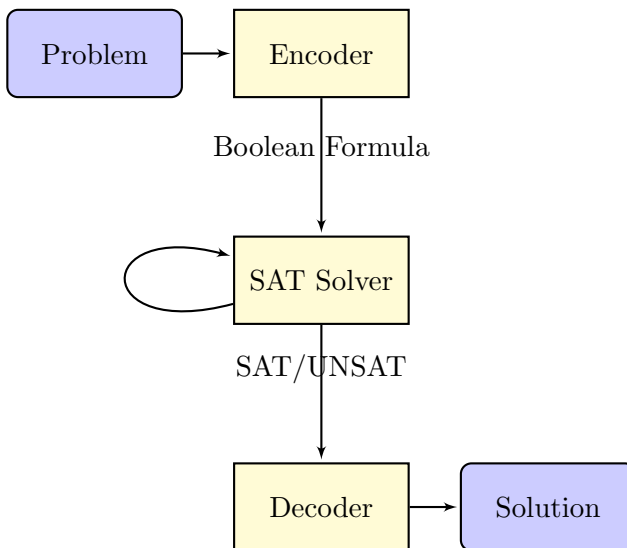 Problem
Encoder
Boolean Formula
SAT Solver
SAT/UNSAT
Decoder
Solution